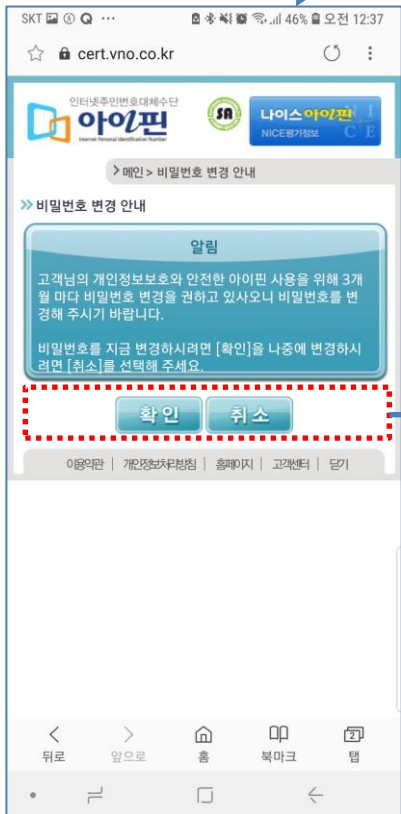 SKT 46% 오전 12:37
cert.vno.co.kr
인터넷주민번호대체수단
아이핀
Internet Personal Identification Number
SA
나이스아이핀
NICE평가정보
NICE
메인 > 비밀번호 변경 안내
비밀번호 변경 안내
알림
고객님의 개인정보보호와 안전한 아이핀 사용을 위해 3개
월 마다 비밀번호 변경을 권하고 있사오니 비밀번호를 변
경해 주시기 바랍니다.
비밀번호를 지금 변경하시려면 [확인]을 나중에 변경하시
려면 [취소]를 선택해 주세요.
확인 취소
이용약관 | 개인정보처리방침 | 홈페이지 | 고객센터 | 닫기
2
뒤로 앞으로 홈 북마크 탭